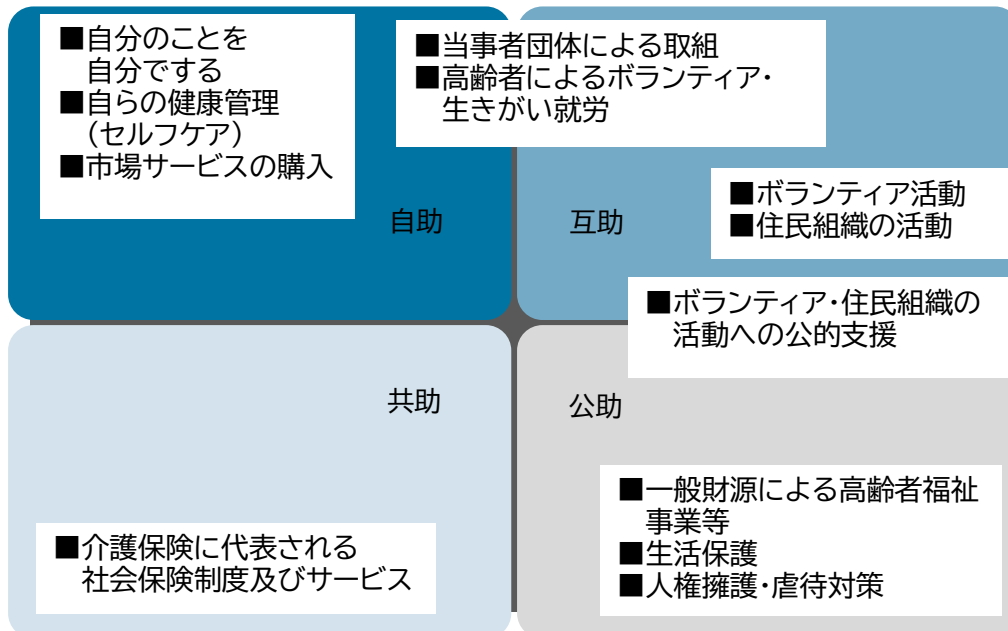 ■自分のことを
自分でする
■自らの健康管理
（セルフケア）
■市場サービスの購入
■当事者団体による取組
■高齢者によるボランティア・
生きがい就労
自助
互助
■ボランティア活動
■住民組織の活動
■ボランティア・住民組織の
活動への公的支援
共助
公助
■介護保険に代表される
社会保険制度及びサービス
■一般財源による高齢者福祉
事業等
■生活保護
■人権擁護・虐待対策